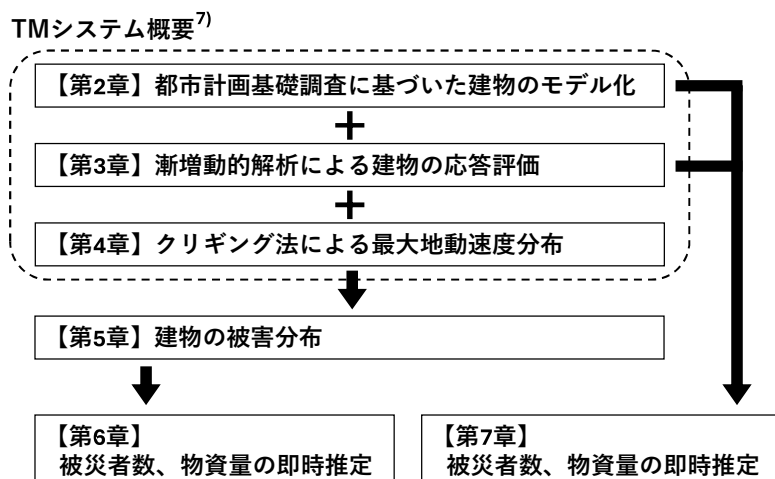 TMシステム概要7)
【第2章】都市計画基礎調査に基づいた建物のモデル化
+
【第3章】漸増動的解析による建物の応答評価
+
【第4章】クリギング法による最大地動速度分布
【第5章】建物の被害分布
【第6章】
被災者数、物資量の即時推定
【第7章】
被災者数、物資量の即時推定